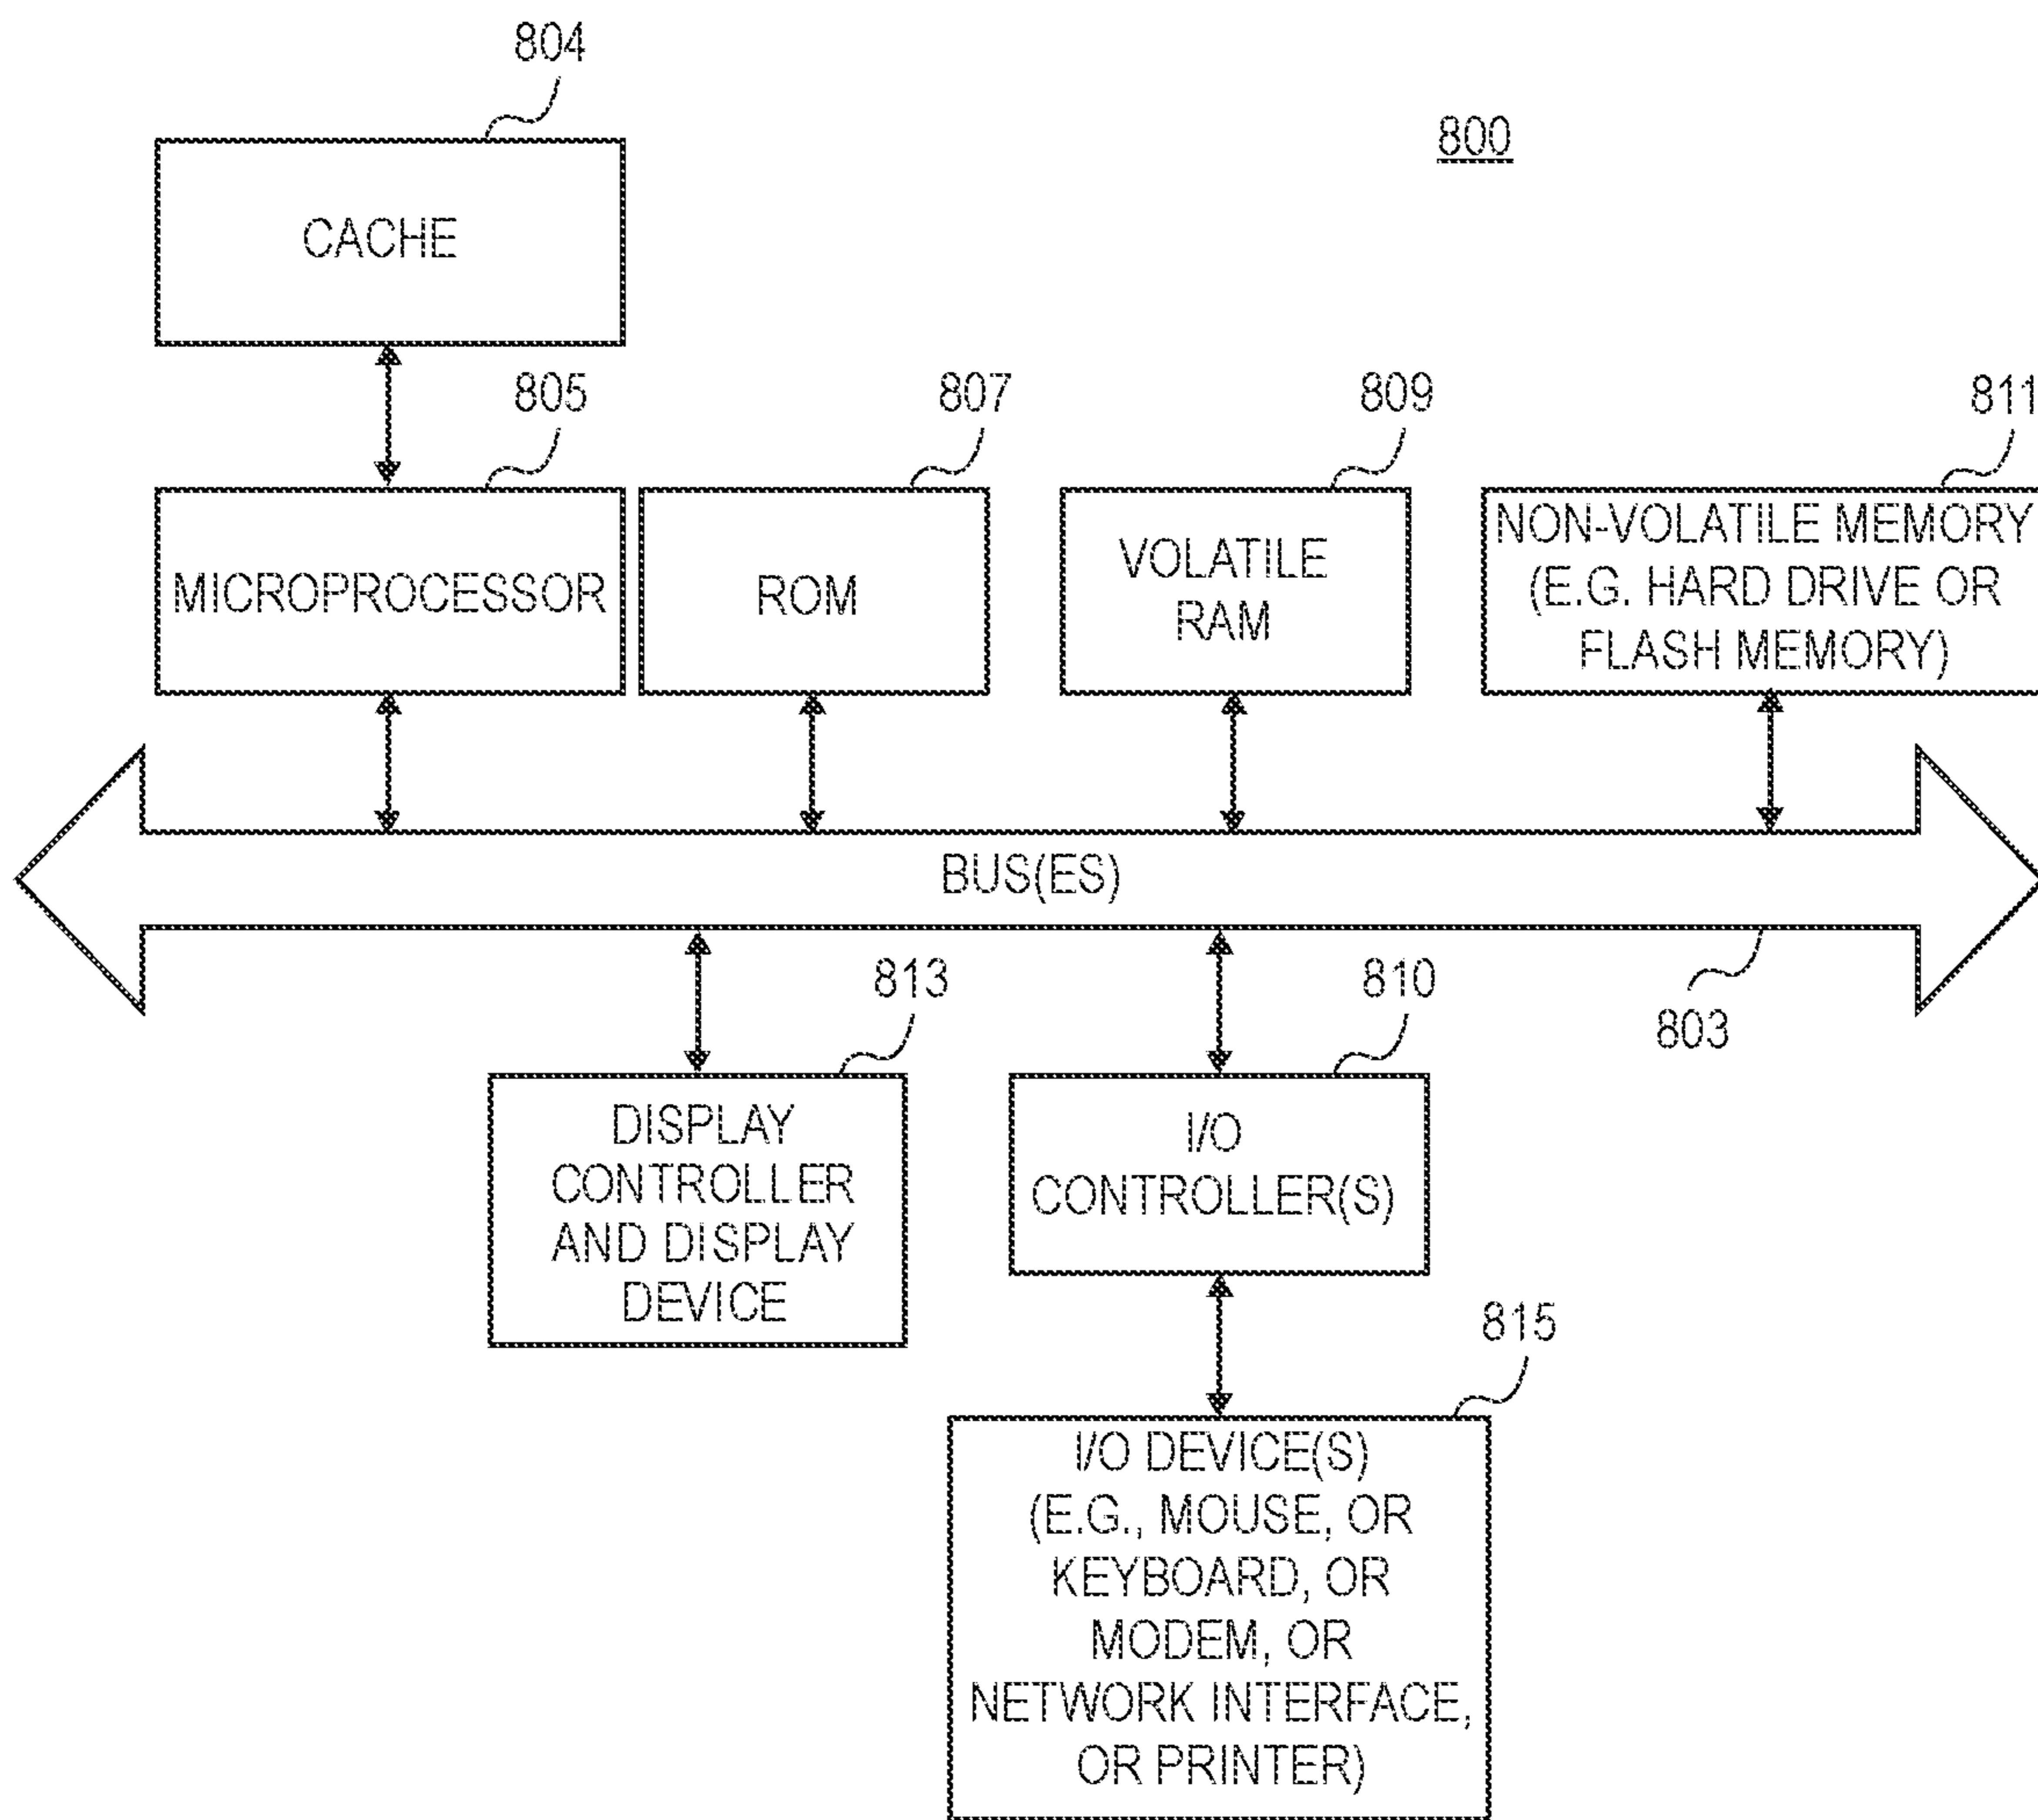 804
800
CACHE
805
807
809
811
MICROPROCESSOR
ROM
VOLATILE
RAM
NON-VOLATILE MEMORY
(E.G. HARD DRIVE OR
FLASH MEMORY)
BUS(ES)
803
813
810
DISPLAY
CONTROLLER
AND DISPLAY
DEVICE
I/O
CONTROLLER(S)
815
I/O DEVICE(S)
(E.G., MOUSE, OR
KEYBOARD, OR
MODEM, OR
NETWORK INTERFACE,
OR PRINTER)